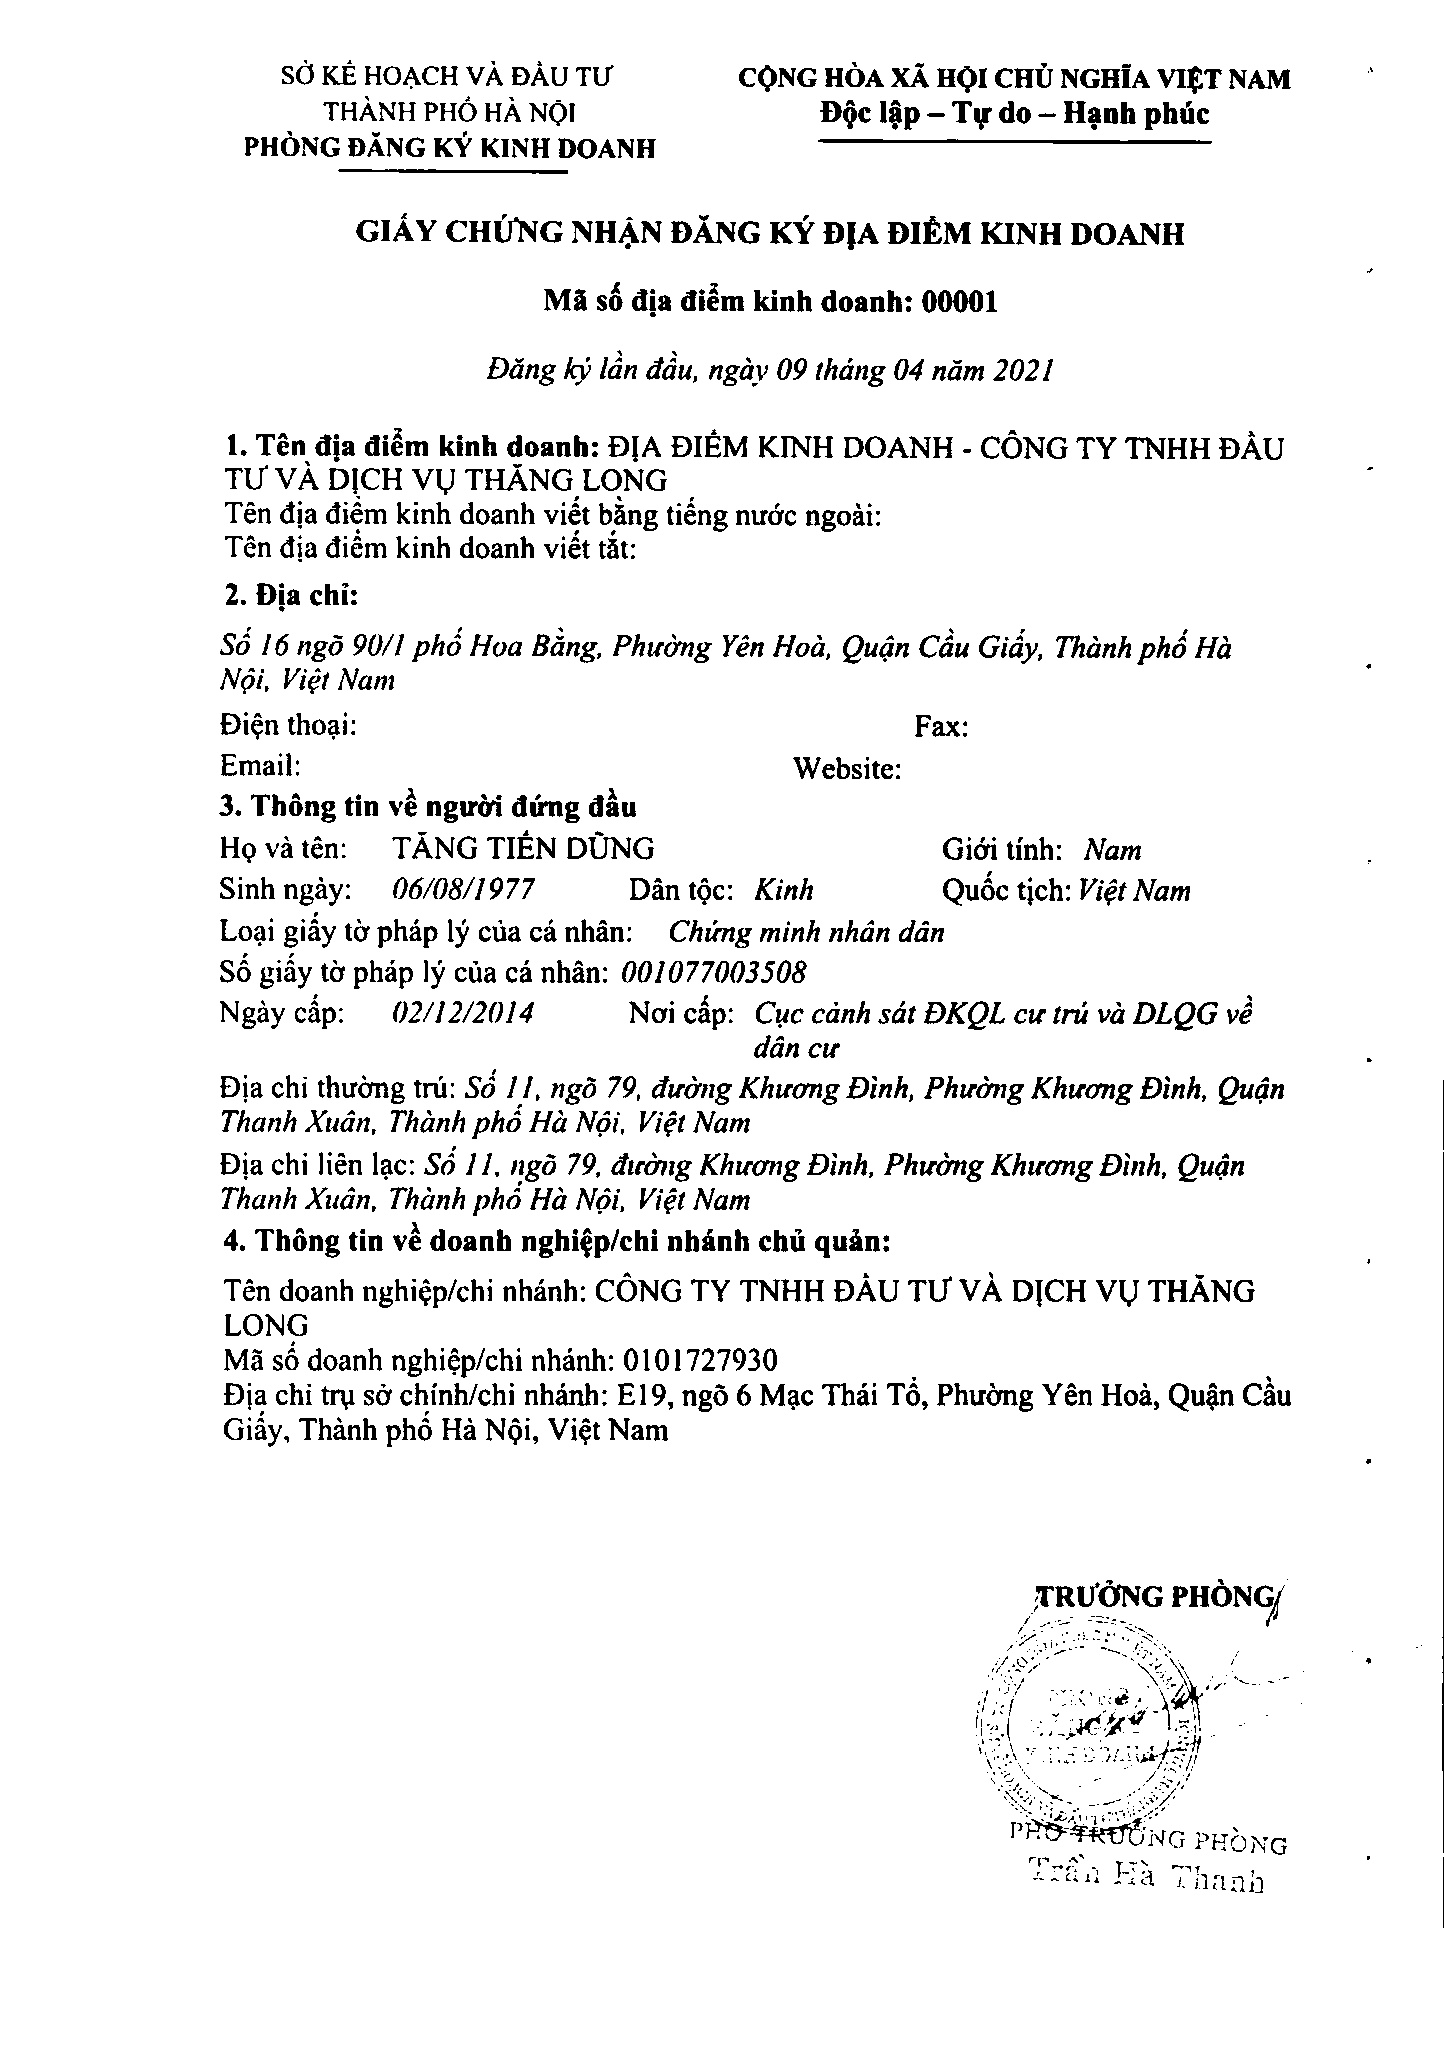 SỞ KẾ HOẠCH VÀ ĐẦU TƯ
THÀNH PHỐ HÀ NỘI
PHÒNG ĐĂNG KÝ KINH DOANH
CỘNG HÒA XÃ HỘI CHỦ NGHĨA VIỆT NAM
Độc lập – Tự do – Hạnh phúc
GIẤY CHỨNG NHẬN ĐĂNG KÝ ĐỊA ĐIỂM KINH DOANH
Mã số địa điểm kinh doanh: 00001
Đăng ký lần đầu, ngày 09 tháng 04 năm 2021
1. Tên địa điểm kinh doanh: ĐỊA ĐIỂM KINH DOANH - CÔNG TY TNHH ĐẦU
TƯ VÀ DỊCH VỤ THĂNG LONG
Tên địa điểm kinh doanh viết bằng tiếng nước ngoài:
Tên địa điểm kinh doanh viết tắt:
2. Địa chỉ:
Số 16 ngõ 90/1 phố Hoa Bằng, Phường Yên Hoà, Quận Cầu Giấy, Thành phố Hà
Nội, Việt Nam
Điện thoại: Fax:
Email: Website:
3. Thông tin về người đứng đầu
Họ và tên: TĂNG TIẾN DŨNG Giới tính: Nam
Sinh ngày: 06/08/1977 Dân tộc: Kinh Quốc tịch: Việt Nam
Loại giấy tờ pháp lý của cá nhân: Chứng minh nhân dân
Số giấy tờ pháp lý của cá nhân: 001077003508
Ngày cấp: 02/12/2014 Nơi cấp: Cục cảnh sát ĐKQL cư trú và DLQG về
dân cư
Địa chỉ thường trú: Số 11, ngõ 79, đường Khương Đình, Phường Khương Đình, Quận
Thanh Xuân, Thành phố Hà Nội, Việt Nam
Địa chỉ liên lạc: Số 11, ngõ 79, đường Khương Đình, Phường Khương Đình, Quận
Thanh Xuân, Thành phố Hà Nội, Việt Nam
4. Thông tin về doanh nghiệp/chi nhánh chủ quản:
Tên doanh nghiệp/chi nhánh: CÔNG TY TNHH ĐẦU TƯ VÀ DỊCH VỤ THĂNG
LONG
Mã số doanh nghiệp/chi nhánh: 0101727930
Địa chỉ trụ sở chính/chi nhánh: E19, ngõ 6 Mạc Thái Tổ, Phường Yên Hoà, Quận Cầu
Giấy, Thành phố Hà Nội, Việt Nam
TRƯỞNG PHÒNG
PHÓ TRƯỞNG PHÒNG
Trần Hà Thanh